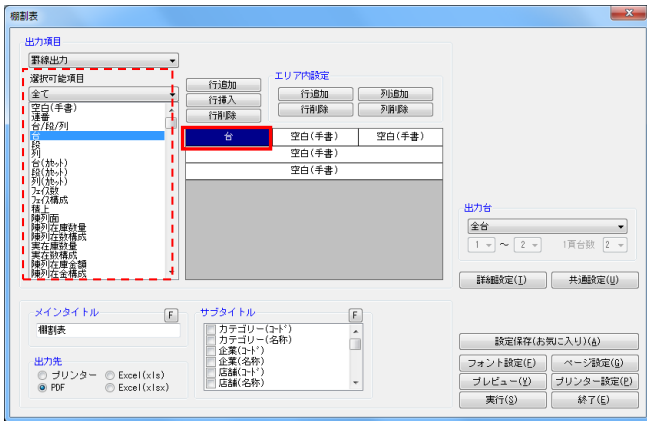 棚割表
出力項目
罫線出力
選択可能項目
全て
空白(手書)
連番
台/段/列
台
段
列
台(ｶｾｯﾄ)
段(ｶｾｯﾄ)
列(ｶｾｯﾄ)
ﾌｪｲｽ数
ﾌｪｲｽ構成
積上
陳列面
陳列在庫数量
陳列在数構成
実在庫数量
実在数構成
陳列在庫金額
陳列在金構成
行追加
行挿入
行削除
エリア内設定
行追加 列追加
行削除 列削除
台 空白(手書) 空白(手書)
空白(手書)
空白(手書)
出力台
全台
1 ～ 2 1頁台数 2
詳細設定(I) 共通設定(U)
メインタイトル F
棚割表
出力先
プリンター Excel(xls)
PDF Excel(xlsx)
サブタイトル F
カテゴリー(ｺｰﾄﾞ)
カテゴリー(名称)
企業(ｺｰﾄﾞ)
企業(名称)
店舗(ｺｰﾄﾞ)
店舗(名称)
設定保存(お気に入り)(A)
フォント設定(F) ページ設定(G)
プレビュー(V) プリンター設定(P)
実行(S) 終了(E)